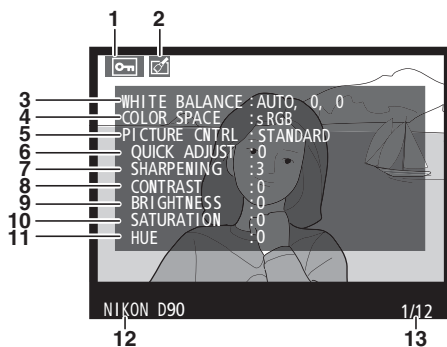 1 2
3 WHITE BALANCE :AUTO, 0, 0
4 COLOR SPACE :sRGB
5 PICTURE CNTRL :STANDARD
6 QUICK ADJUST :0
7 SHARPENING :3
8 CONTRAST :0
9 BRIGHTNESS :0
10 SATURATION :0
11 HUE :0
NIKON D90 1/12
12 13